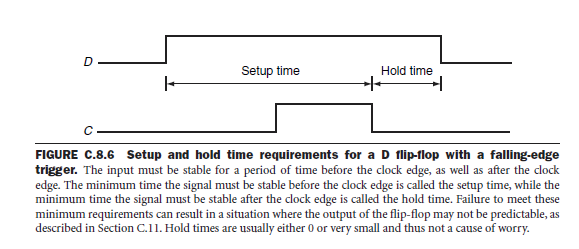 D
Setup time
Hold time
C
FIGURE C.8.6 Setup and hold time requirements for a D flip-flop with a falling-edge
trigger. The input must be stable for a period of time before the clock edge, as well as after the clock
edge. The minimum time the signal must be stable before the clock edge is called the setup time, while the
minimum time the signal must be stable after the clock edge is called the hold time. Failure to meet these
minimum requirements can result in a situation where the output of the flip-flop may not be predictable, as
described in Section C.11. Hold times are usually either 0 or very small and thus not a cause of worry.